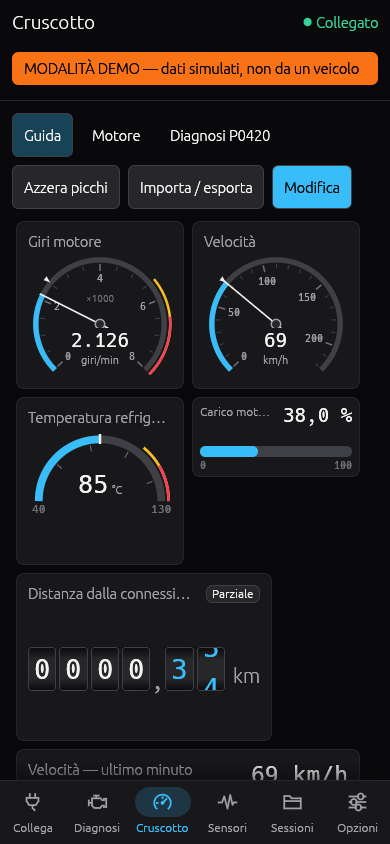 Cruscotto
Collegato
MODALITÀ DEMO — dati simulati, non da un veicolo
Guida Motore Diagnosi P0420
Azzera picchi Importa / esporta Modifica
Giri motore
0 2 4 6 8
×1000
2.126
giri/min
Velocità
0 50 100 150 200
69
km/h
Temperatura refrig…
85 °C
40 130
Carico mot… 38,0 %
0 100
Distanza dalla connessi… Parziale
0 0 0 0 , 3 3 4 km
Velocità — ultimo minuto 69 km/h
Collega Diagnosi Cruscotto Sensori Sessioni Opzioni